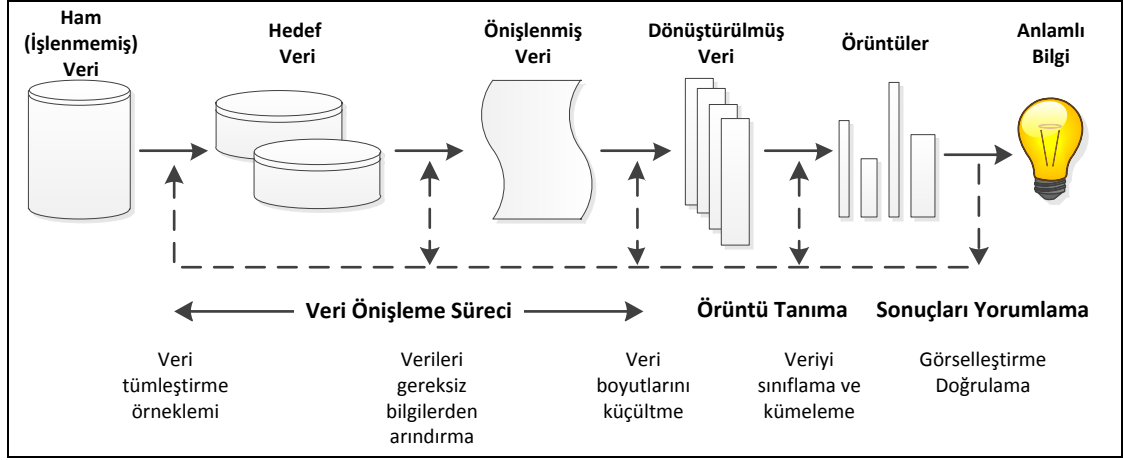 Ham
(İşlenmemiş)
Veri
Hedef
Veri
Önişlenmiş
Veri
Dönüştürülmüş
Veri
Örüntüler
Anlamlı
Bilgi
Veri Önişleme Süreci
Örüntü Tanıma
Sonuçları Yorumlama
Veri
tümleştirme
örneklemi
Verileri
gereksiz
bilgilerden
arındırma
Veri
boyutlarını
küçültme
Veriyi
sınıflama ve
kümeleme
Görselleştirme
Doğrulama